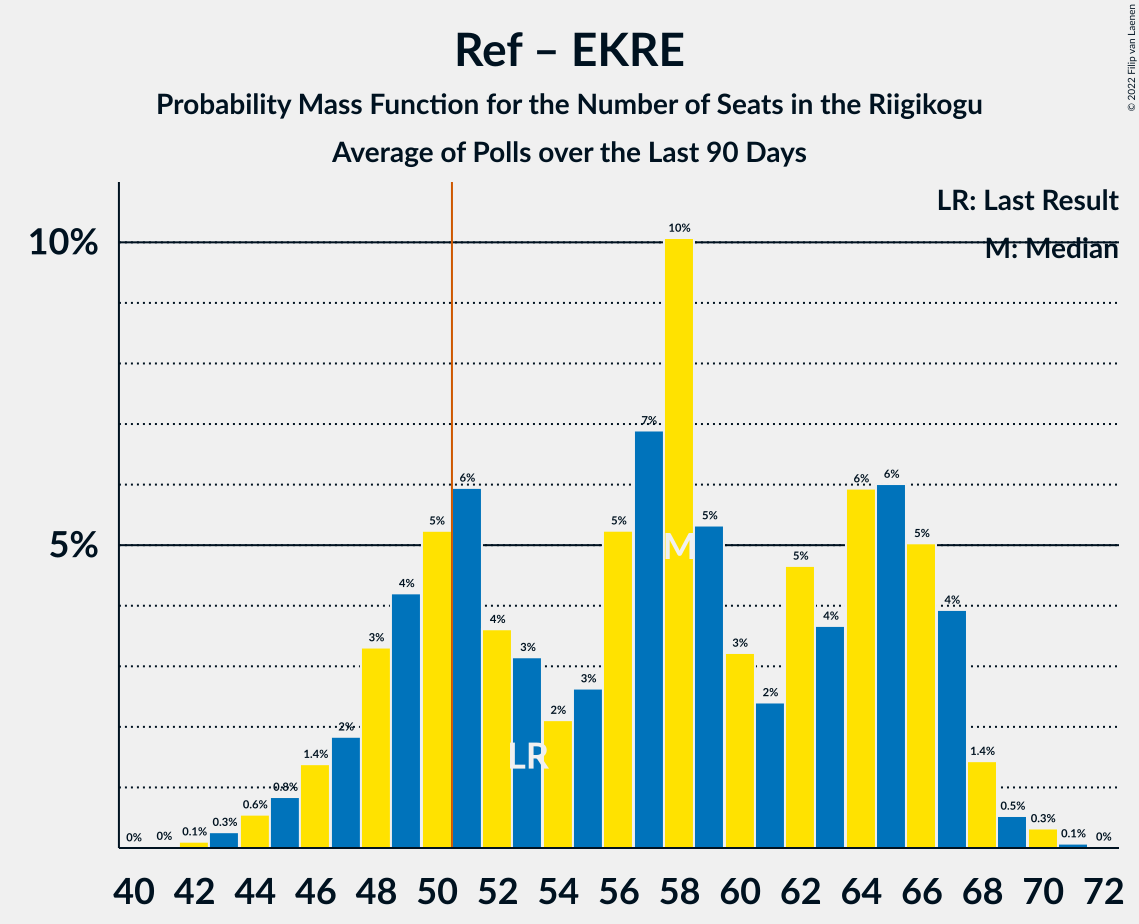 Ref – EKRE
Probability Mass Function for the Number of Seats in the Riigikogu
Average of Polls over the Last 90 Days
© 2022 Filip van Laenen
LR: Last Result
M: Median
10%
5%
0% 0% 0.1% 0.3% 0.6% 0.8% 1.4% 2% 3% 4% 5% 6% 4% 3% 2% 3% 5% 7% 10% 5% 3% 2% 5% 4% 6% 6% 5% 4% 1.4% 0.5% 0.3% 0.1% 0%
M
LR
40 42 44 46 48 50 52 54 56 58 60 62 64 66 68 70 72